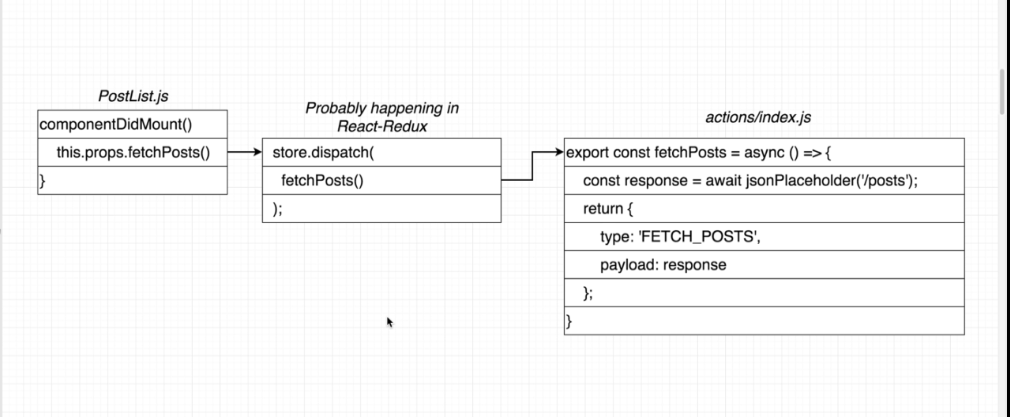 PostList.js
componentDidMount()
this.props.fetchPosts()
}
Probably happening in
React-Redux
store.dispatch(
fetchPosts()
);
actions/index.js
export const fetchPosts = async () => {
const response = await jsonPlaceholder('/posts');
return {
type: 'FETCH_POSTS',
payload: response
};
}